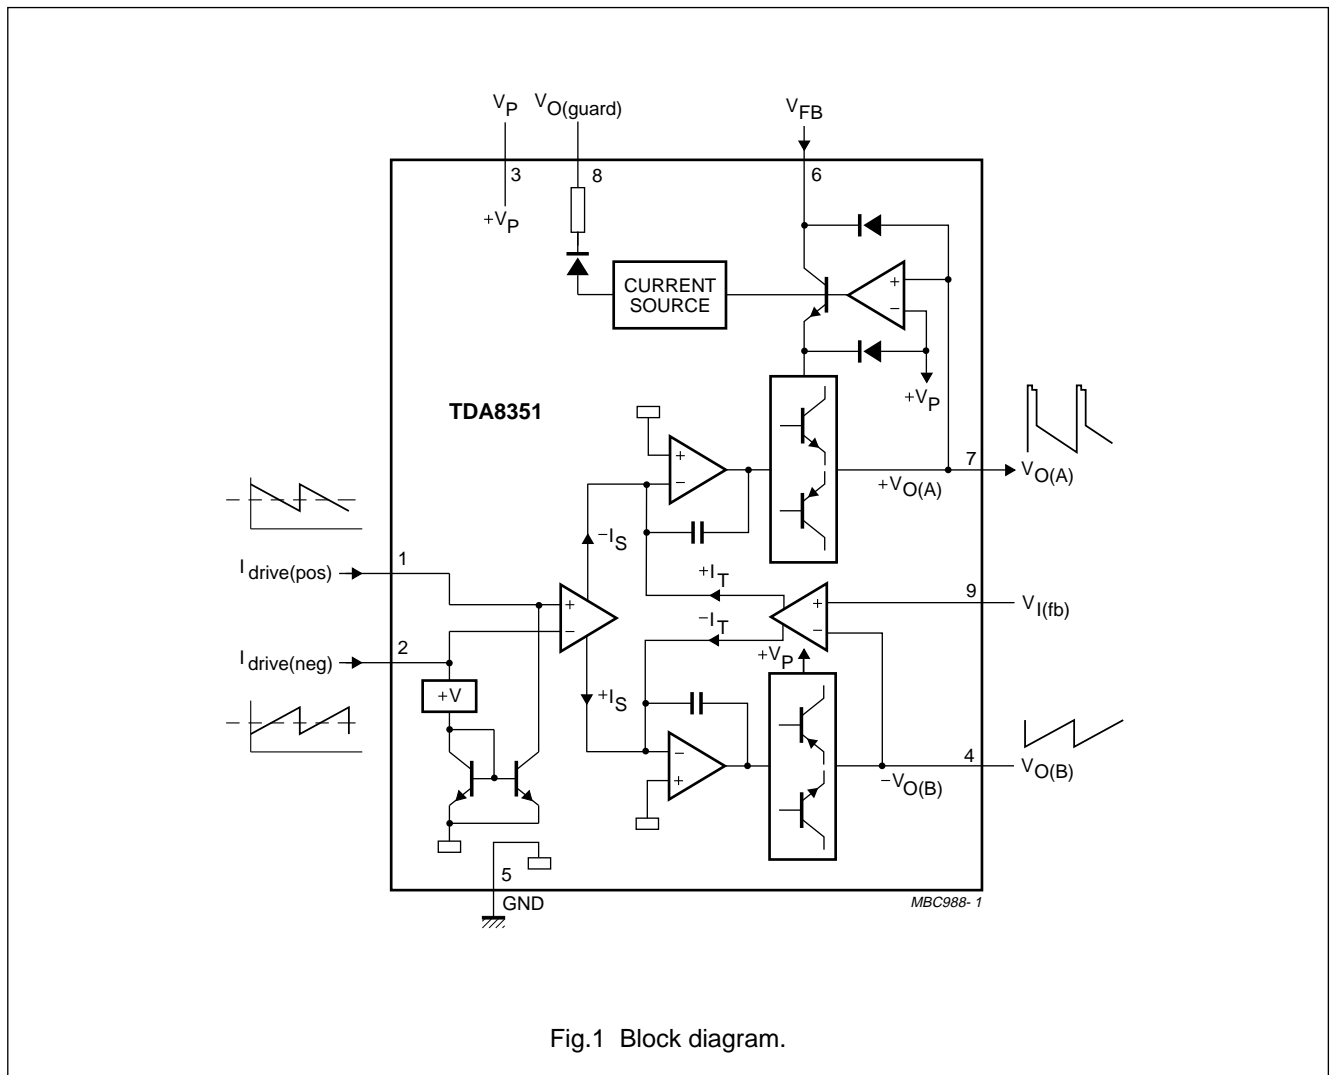 VP
VO(guard)
VFB
3
8
6
+VP
CURRENT
SOURCE
+
−
+VP
TDA8351
+
−
7
+VO(A)
VO(A)
−IS
1
I drive(pos)
+IT
9
+
VI(fb)
+
−IT
−
−
2
I drive(neg)
+VP
+V
+IS
−
4
−VO(B)
VO(B)
+
5
GND
MBC988- 1
Fig.1 Block diagram.